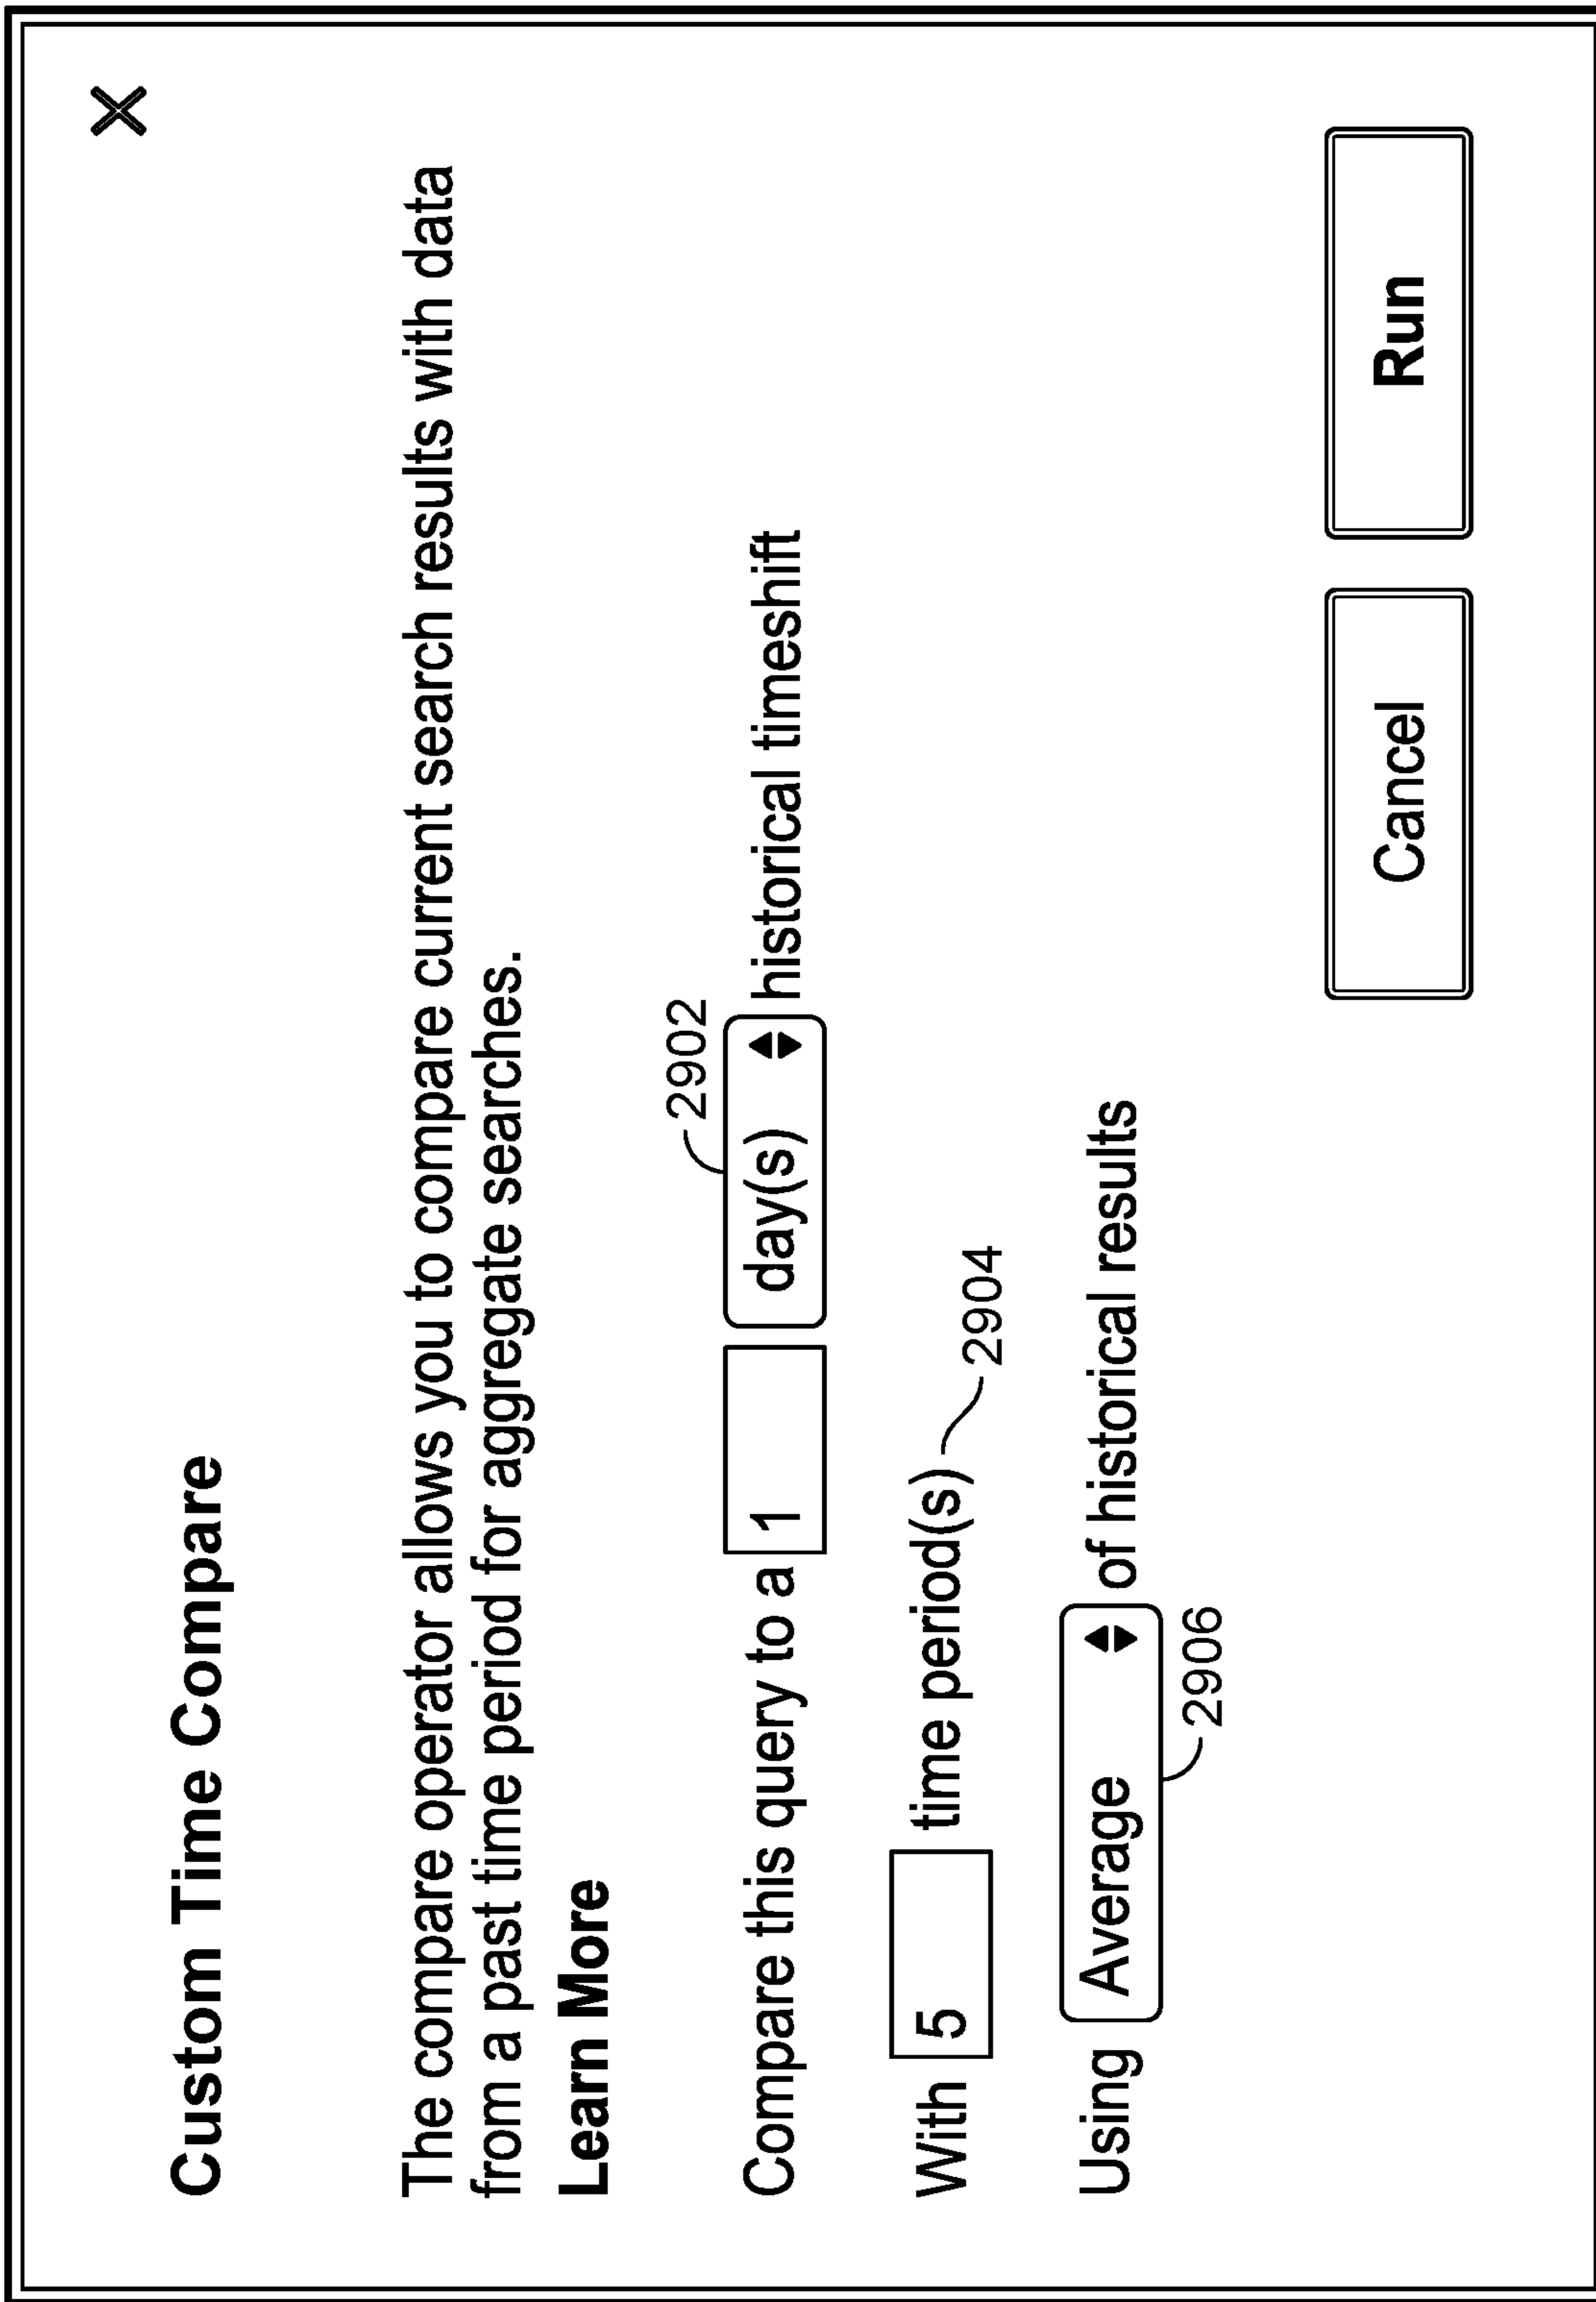 Custom Time Compare
The compare operator allows you to compare current search results with data
from a past time period for aggregate searches.
Learn More
2902
Compare this query to a 1 day(s) historical timeshift
With 5 time period(s) 2904
Using Average of historical results
2906
Cancel Run